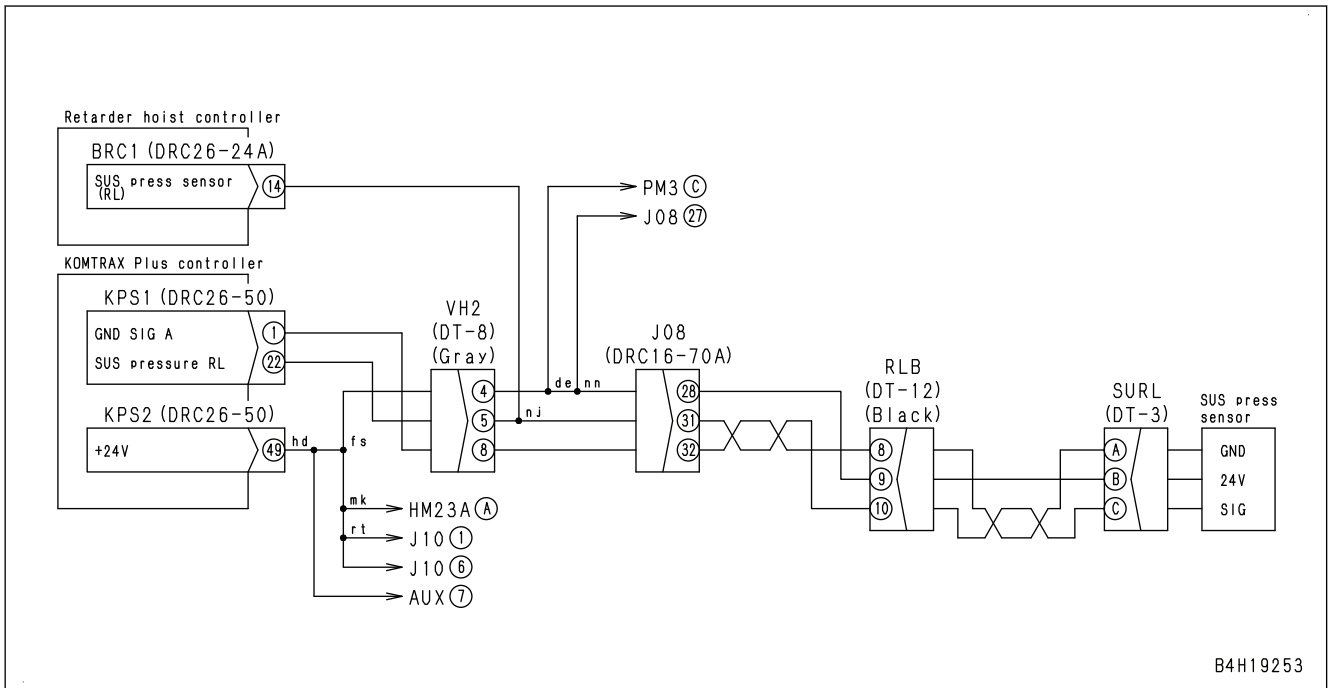 Retarder hoist controller
BRC1 (DRC26-24A)
SUS press sensor
(RL)
14
KOMTRAX Plus controller
KPS1 (DRC26-50)
GND SIG A
1
SUS pressure RL
22
KPS2 (DRC26-50)
+24V
49
hd
fs
mk
HM23A A
rt
J10 1
J10 6
AUX 7
VH2
(DT-8)
(Gray)
4
5
8
de
nn
nj
PM3 C
J08 27
J08
(DRC16-70A)
28
31
32
RLB
(DT-12)
(Black)
8
9
10
SURL
(DT-3)
A
B
C
SUS press
sensor
GND
24V
SIG
B4H19253